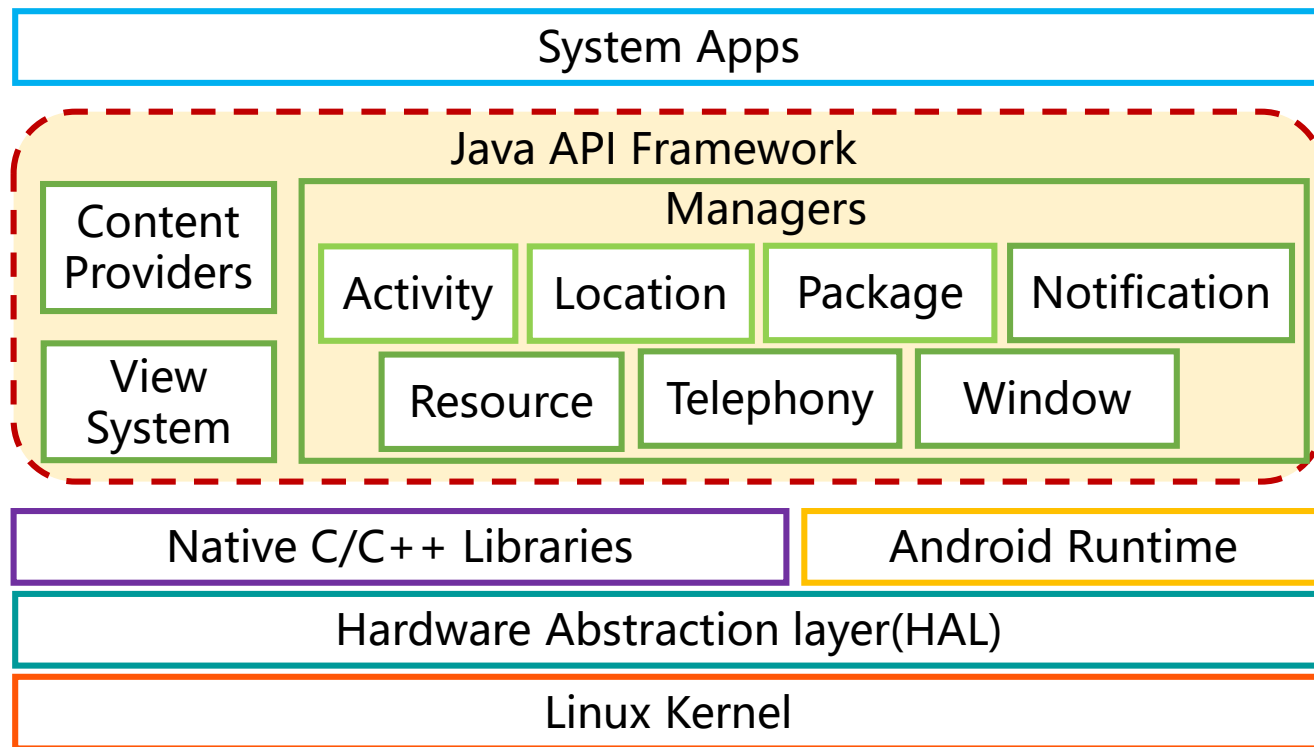 System Apps
Java API Framework
Content
Providers
View
System
Managers
Activity
Location
Package
Notification
Resource
Telephony
Window
Native C/C++ Libraries
Android Runtime
Hardware Abstraction layer(HAL)
Linux Kernel